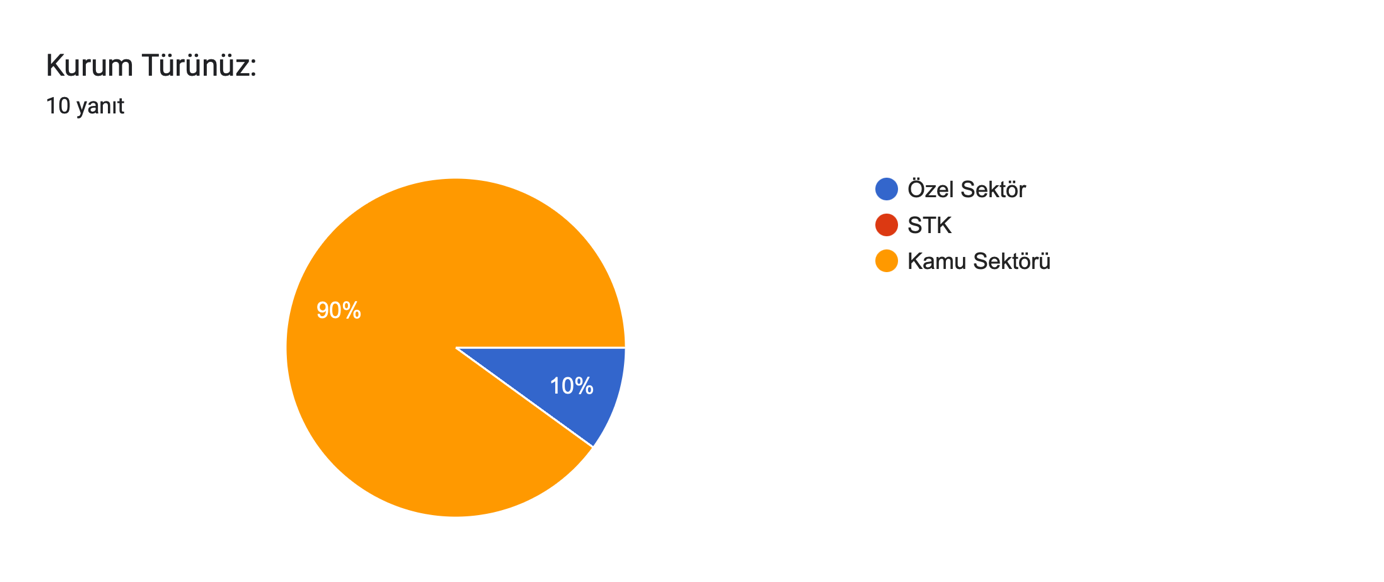 Kurum Türünüz:
10 yanıt
Özel Sektör
STK
Kamu Sektörü
90%
10%